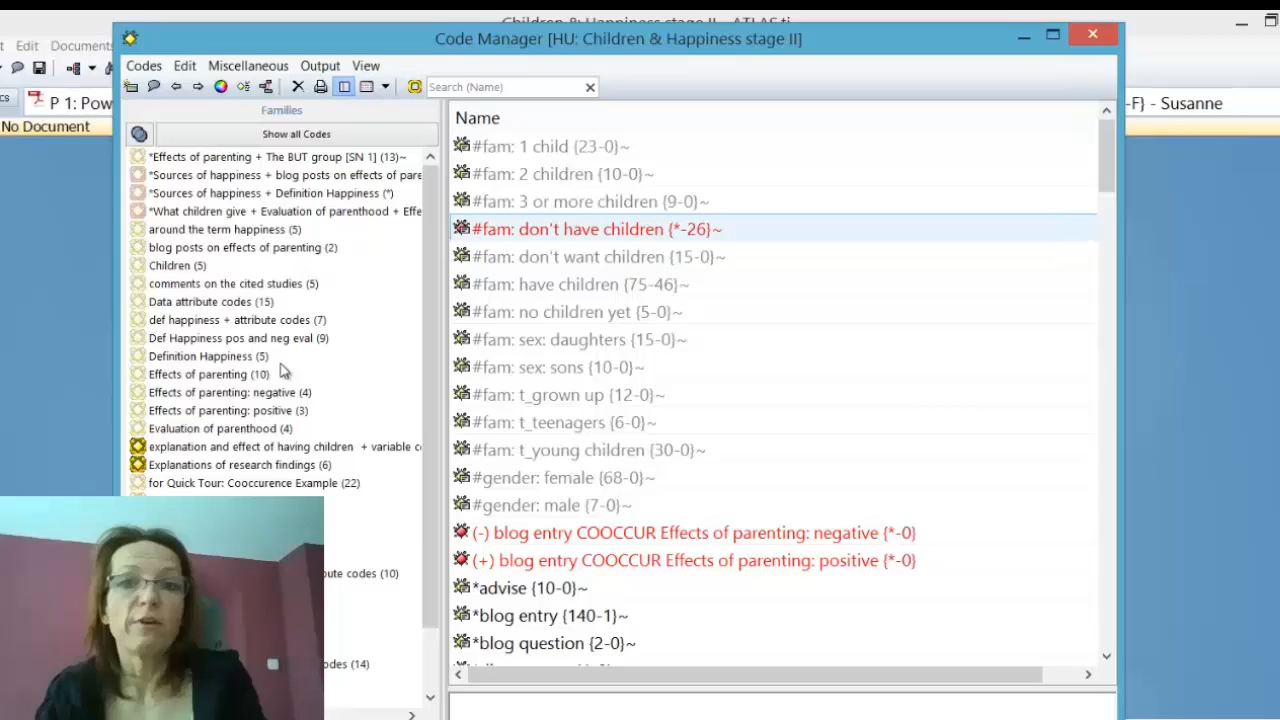 Children & Happiness stage II - ATLAS.ti
Code Manager [HU: Children & Happiness stage II]
Edit Documents
Codes Edit Miscellaneous Output View
Search (Name)
P 1: Pow
-F} - Susanne
No Document
Families
Show all Codes
*Effects of parenting + The BUT group [SN 1] (13)~
*Sources of happiness + blog posts on effects of pare
*Sources of happiness + Definition Happiness (*)
*What children give + Evaluation of parenthood + Effe
around the term happiness (5)
blog posts on effects of parenting (2)
Children (5)
comments on the cited studies (5)
Data attribute codes (15)
def happiness + attribute codes (7)
Def Happiness pos and neg eval (9)
Definition Happiness (5)
Effects of parenting (10)
Effects of parenting: negative (4)
Effects of parenting: positive (3)
Evaluation of parenthood (4)
explanation and effect of having children + variable c
Explanations of research findings (6)
for Quick Tour: Cooccurence Example (22)
ute codes (10)
odes (14)
Name
#fam: 1 child {23-0}~
#fam: 2 children {10-0}~
#fam: 3 or more children {9-0}~
#fam: don't have children {*-26}~
#fam: don't want children {15-0}~
#fam: have children {75-46}~
#fam: no children yet {5-0}~
#fam: sex: daughters {15-0}~
#fam: sex: sons {10-0}~
#fam: t_grown up {12-0}~
#fam: t_teenagers {6-0}~
#fam: t_young children {30-0}~
#gender: female {68-0}~
#gender: male {7-0}~
(-) blog entry COOCCUR Effects of parenting: negative {*-0}
(+) blog entry COOCCUR Effects of parenting: positive {*-0}
*advise {10-0}~
*blog entry {140-1}~
*blog question {2-0}~